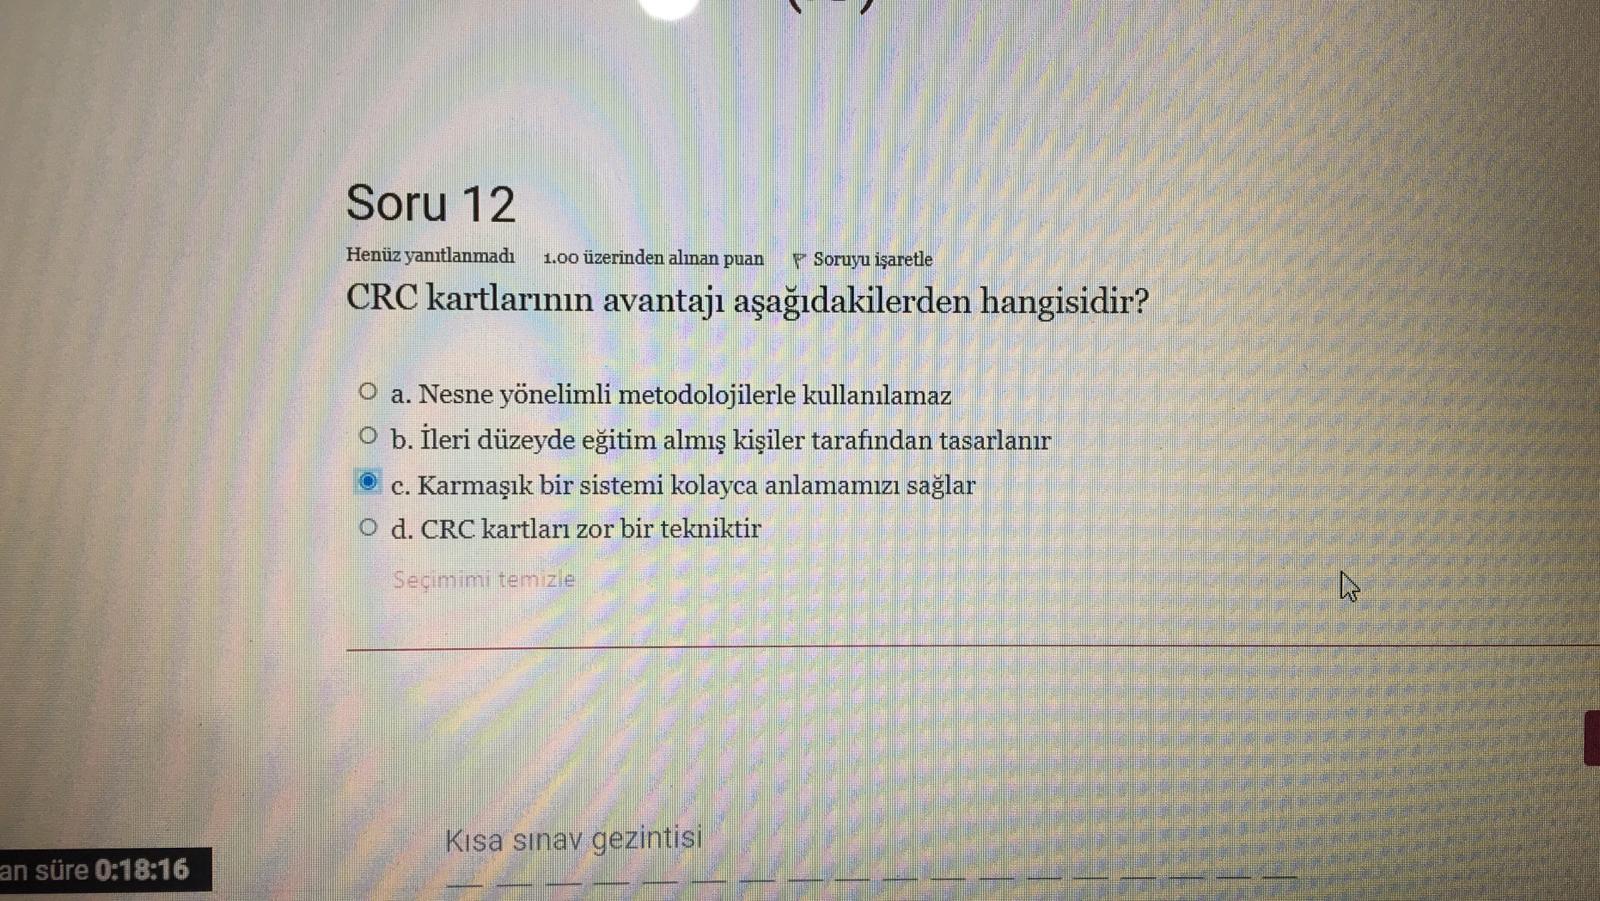 Soru 12
Henüz yanıtlanmadı 1.00 üzerinden alınan puan Soruyu işaretle
CRC kartlarının avantajı aşağıdakilerden hangisidir?
a. Nesne yönelimli metodolojilerle kullanılamaz
b. İleri düzeyde eğitim almış kişiler tarafından tasarlanır
c. Karmaşık bir sistemi kolayca anlamamızı sağlar
d. CRC kartları zor bir tekniktir
Seçimimi temizle
Kısa sınav gezintisi
an süre 0:18:16